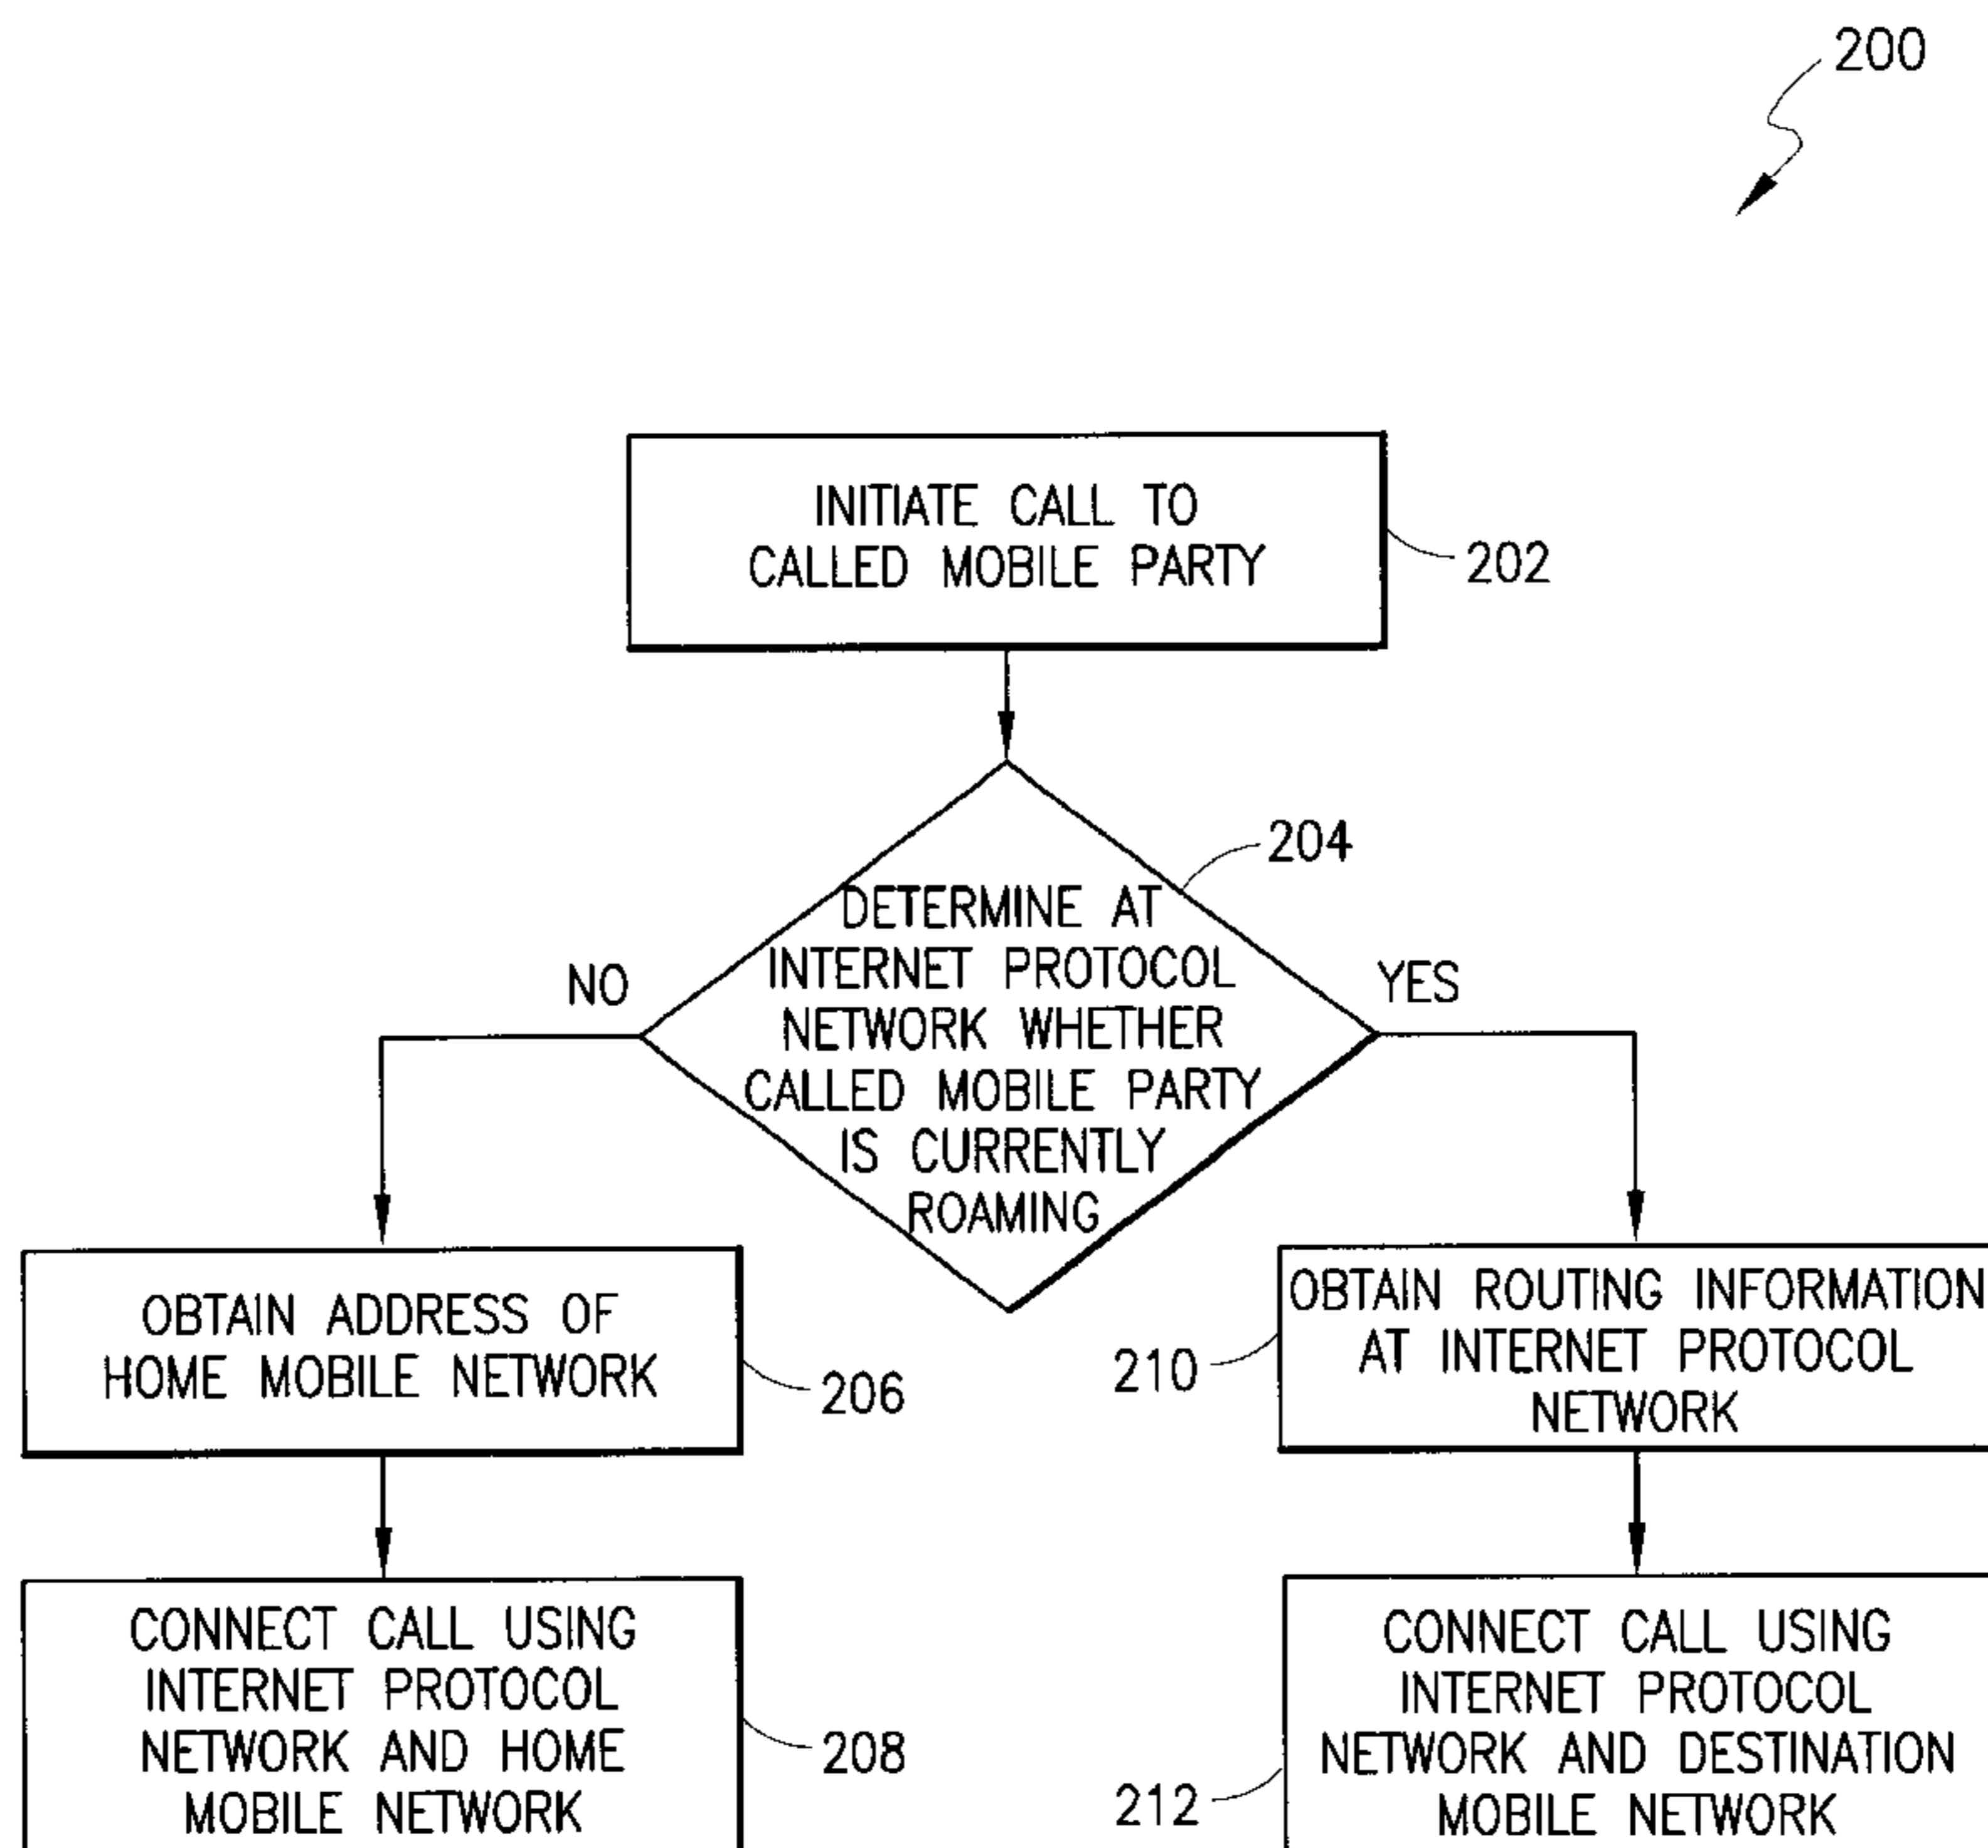 200
INITIATE CALL TO
CALLED MOBILE PARTY
202
204
DETERMINE AT
INTERNET PROTOCOL
NETWORK WHETHER
CALLED MOBILE PARTY
IS CURRENTLY
ROAMING
NO
YES
OBTAIN ADDRESS OF
HOME MOBILE NETWORK
206
OBTAIN ROUTING INFORMATION
AT INTERNET PROTOCOL
NETWORK
210
CONNECT CALL USING
INTERNET PROTOCOL
NETWORK AND HOME
MOBILE NETWORK
208
CONNECT CALL USING
INTERNET PROTOCOL
NETWORK AND DESTINATION
MOBILE NETWORK
212